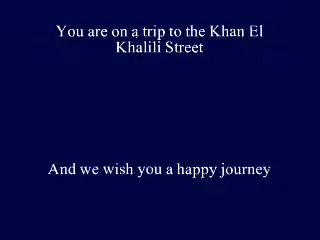 You are on a trip to the Khan El
Khalili Street
And we wish you a happy journey